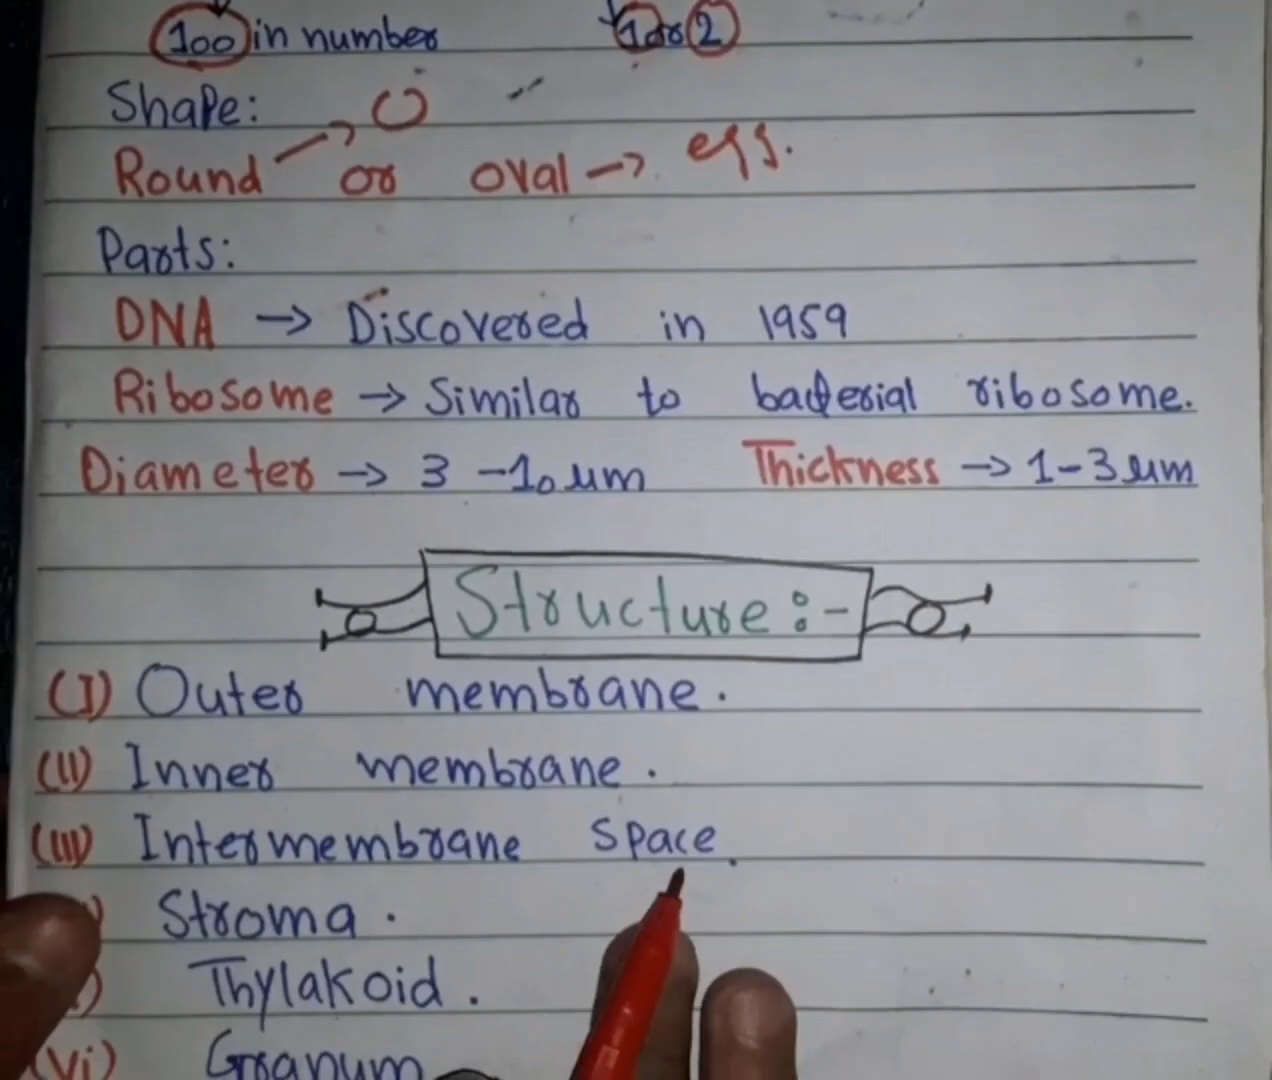 100 in number 1 or 2
Shape:
Round → or oval → egg.
Parts:
DNA → Discovered in 1959
Ribosome → Similar to bacterial ribosome.
Diameter → 3 - 10 um Thickness → 1-3 um
Structure :-
(I) Outer membrane.
(II) Inner membrane.
(III) Intermembrane Space.
Stroma.
Thylakoid.
(vi) Granum